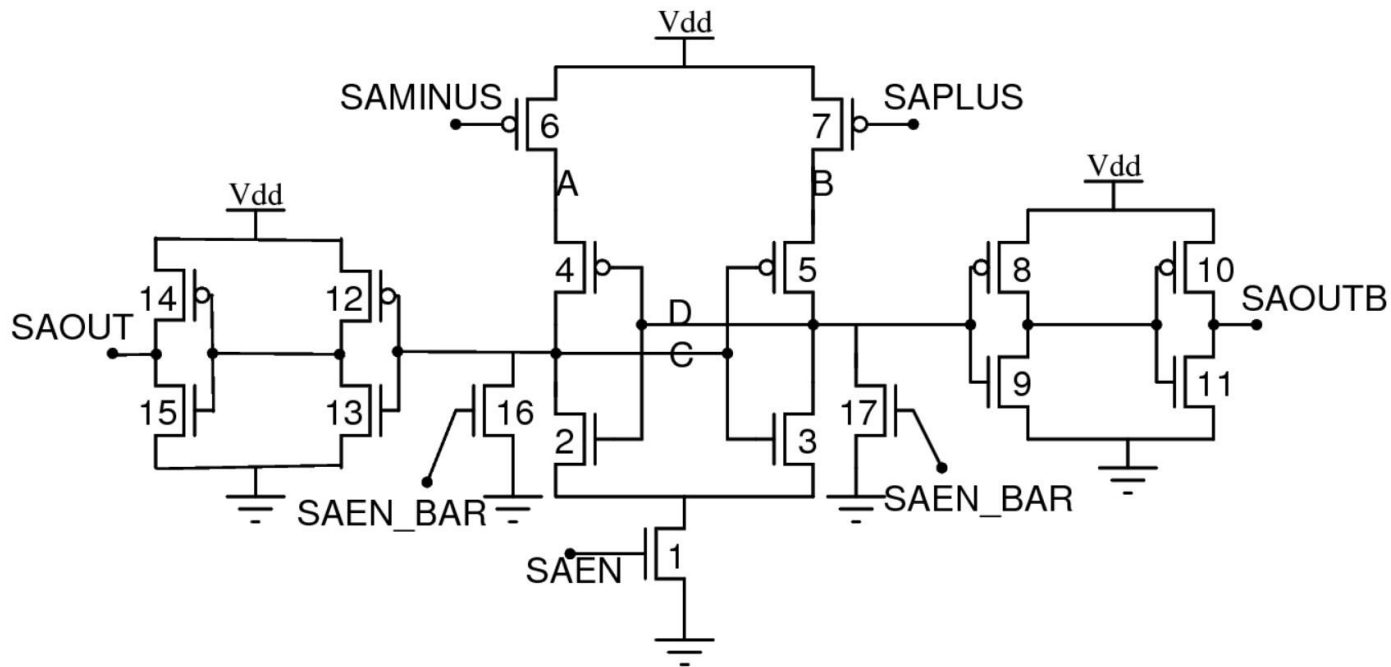 Vdd
SAMINUS
6
7
SAPLUS
A
B
Vdd
Vdd
4
5
8
10
14
12
D
SAOUTB
SAOUT
C
15
13
16
2
3
17
9
11
SAEN_BAR
SAEN_BAR
SAEN
1